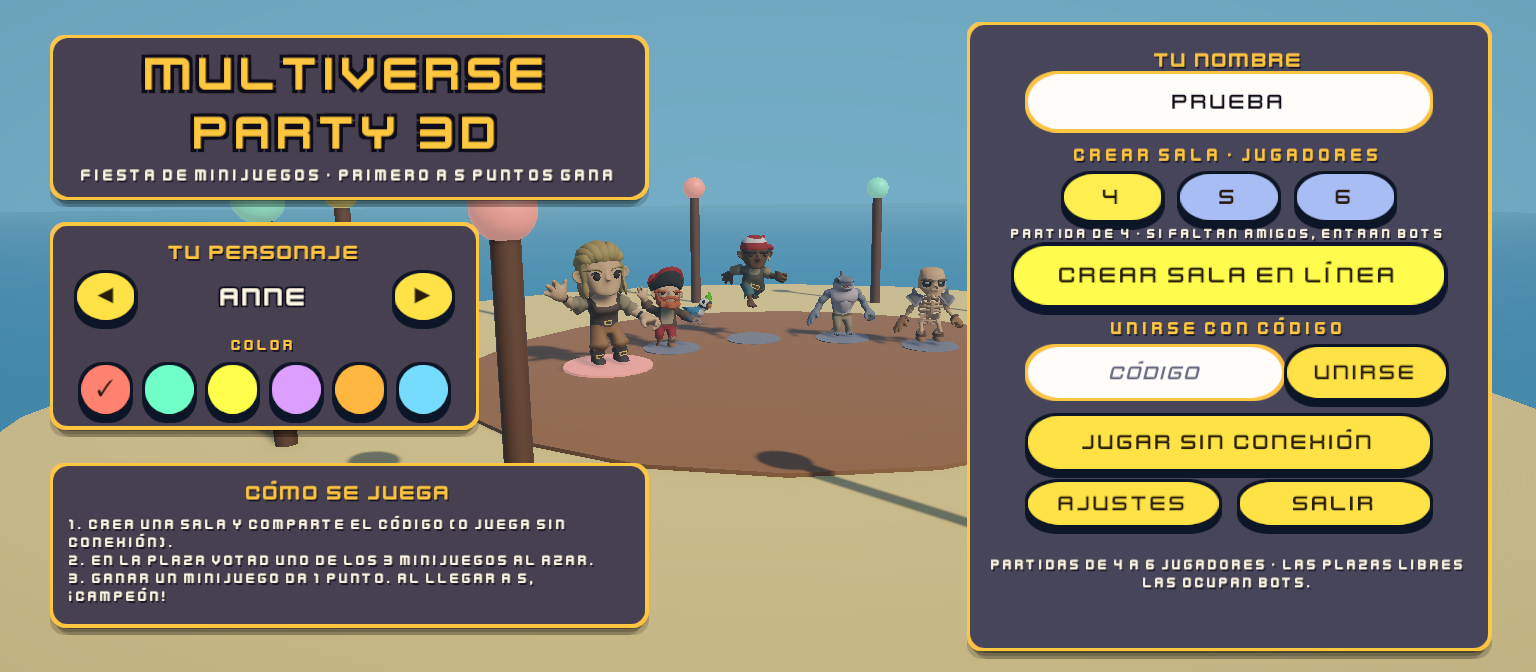 MULTIVERSE
PARTY 3D
FIESTA DE MINIJUEGOS · PRIMERO A 5 PUNTOS GANA
TU PERSONAJE
◄ ANNE ►
COLOR
✓
CÓMO SE JUEGA
1. CREA UNA SALA Y COMPARTE EL CÓDIGO (O JUEGA SIN
CONEXIÓN).
2. EN LA PLAZA VOTAD UNO DE LOS 3 MINIJUEGOS AL AZAR.
3. GANAR UN MINIJUEGO DA 1 PUNTO. AL LLEGAR A 5,
¡CAMPEÓN!
TU NOMBRE
PRUEBA
CREAR SALA · JUGADORES
4 5 6
PARTIDA DE 4 · SI FALTAN AMIGOS, ENTRAN BOTS
CREAR SALA EN LÍNEA
UNIRSE CON CÓDIGO
CÓDIGO UNIRSE
JUGAR SIN CONEXIÓN
AJUSTES SALIR
PARTIDAS DE 4 A 6 JUGADORES · LAS PLAZAS LIBRES
LAS OCUPAN BOTS.